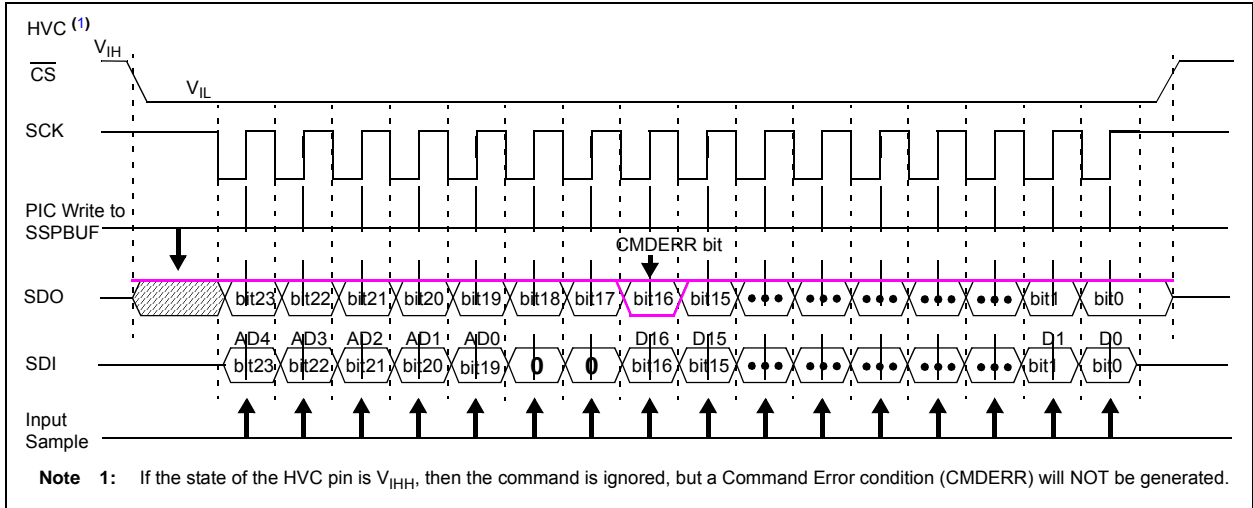 HVC (1)
VIH
CS
VIL
SCK
PIC Write to
SSPBUF
CMDERR bit
SDO bit23 bit22 bit21 bit20 bit19 bit18 bit17 bit16 bit15 ••• ••• ••• ••• ••• bit1 bit0
AD4 AD3 AD2 AD1 AD0 D16 D15 D1 D0
SDI bit23 bit22 bit21 bit20 bit19 0 0 bit16 bit15 ••• ••• ••• ••• ••• bit1 bit0
Input
Sample
Note 1: If the state of the HVC pin is VIHH, then the command is ignored, but a Command Error condition (CMDERR) will NOT be generated.